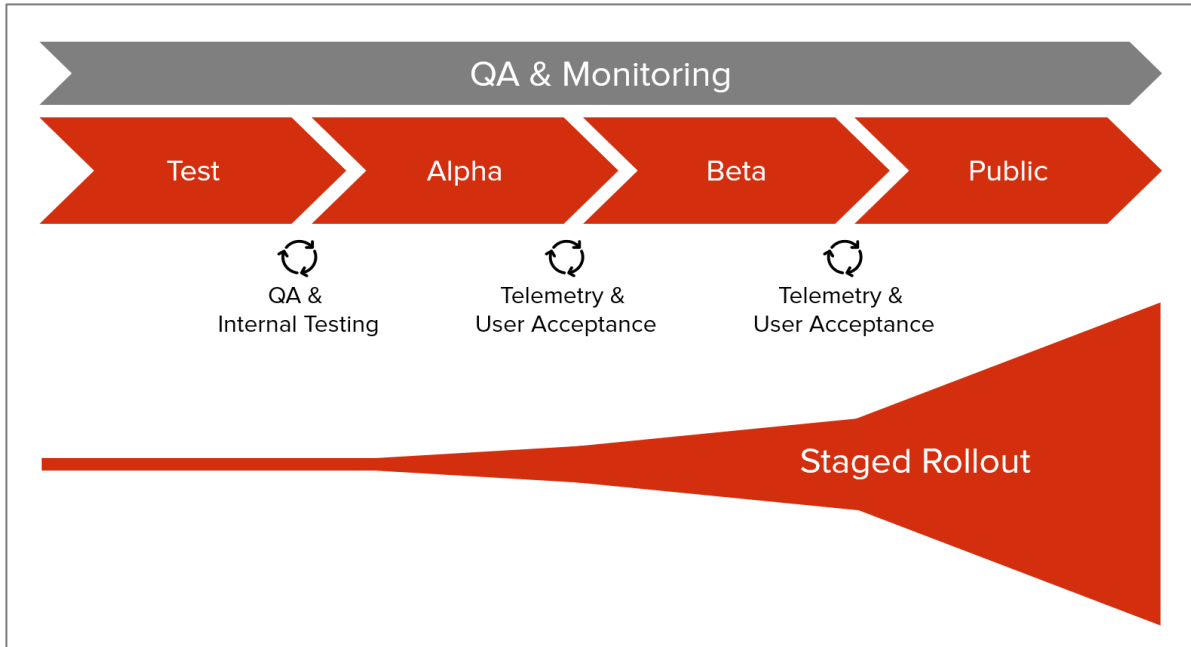 QA & Monitoring
Test
Alpha
Beta
Public
QA &
Internal Testing
Telemetry &
User Acceptance
Telemetry &
User Acceptance
Staged Rollout